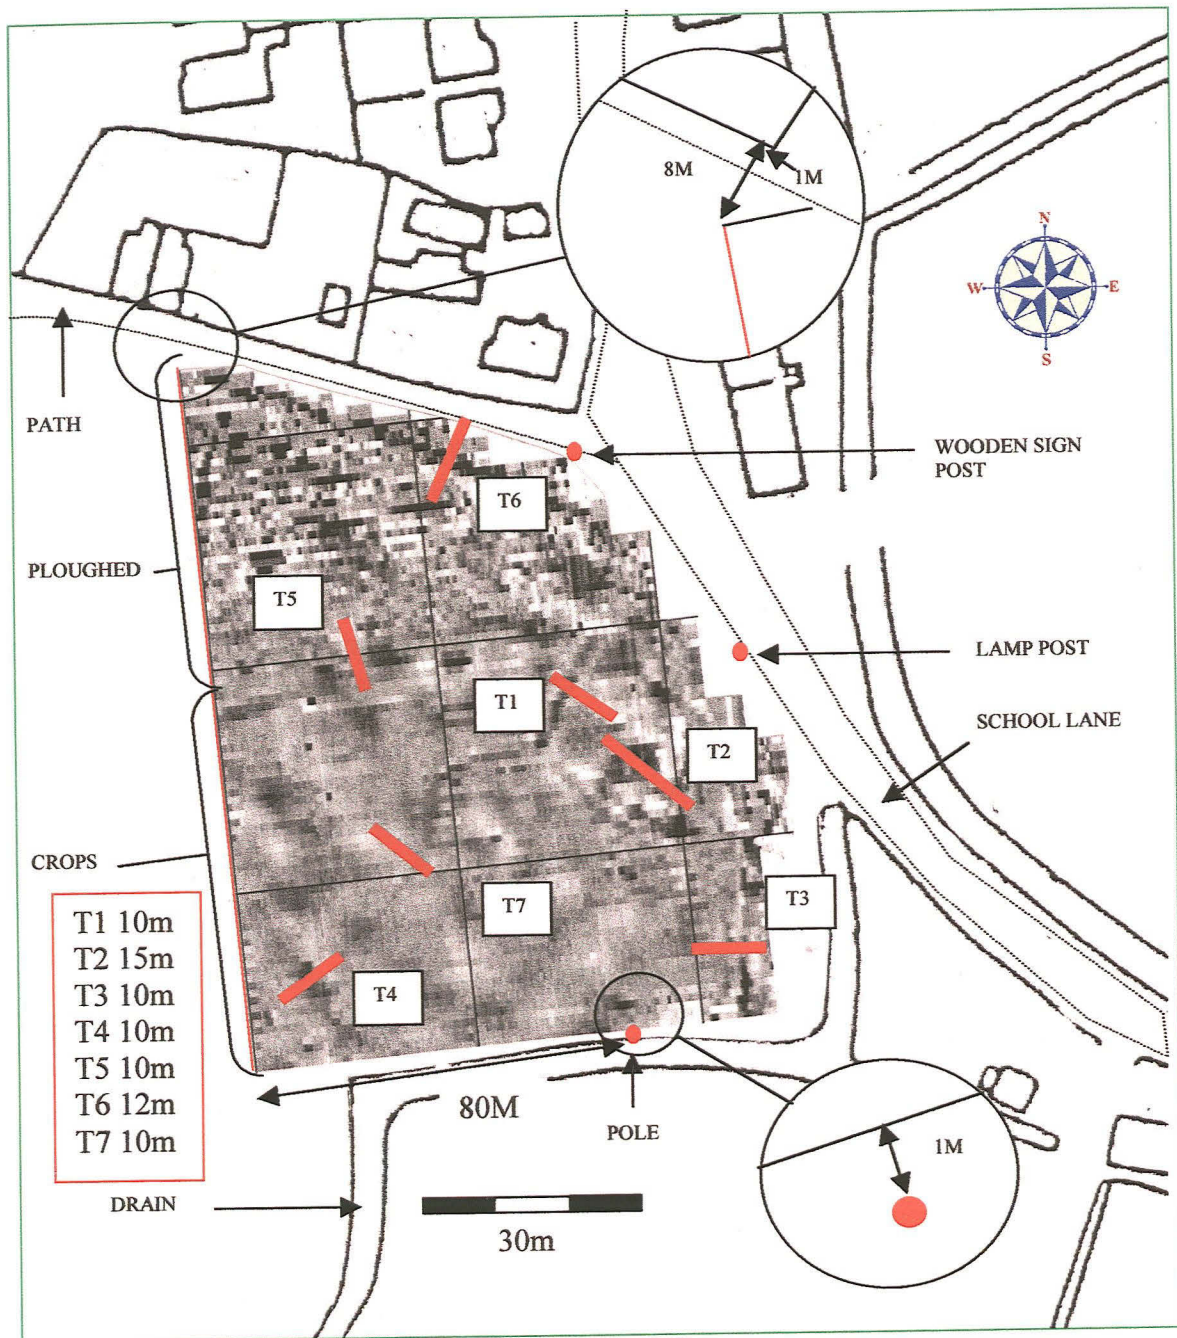 8M
1M
N
W
E
S
PATH
WOODEN SIGN
POST
T6
PLOUGHED
T5
LAMP POST
T1
SCHOOL LANE
T2
CROPS
T3
T7
T1 10m
T2 15m
T3 10m
T4 10m
T5 10m
T6 12m
T7 10m
T4
80M
POLE
1M
DRAIN
30m